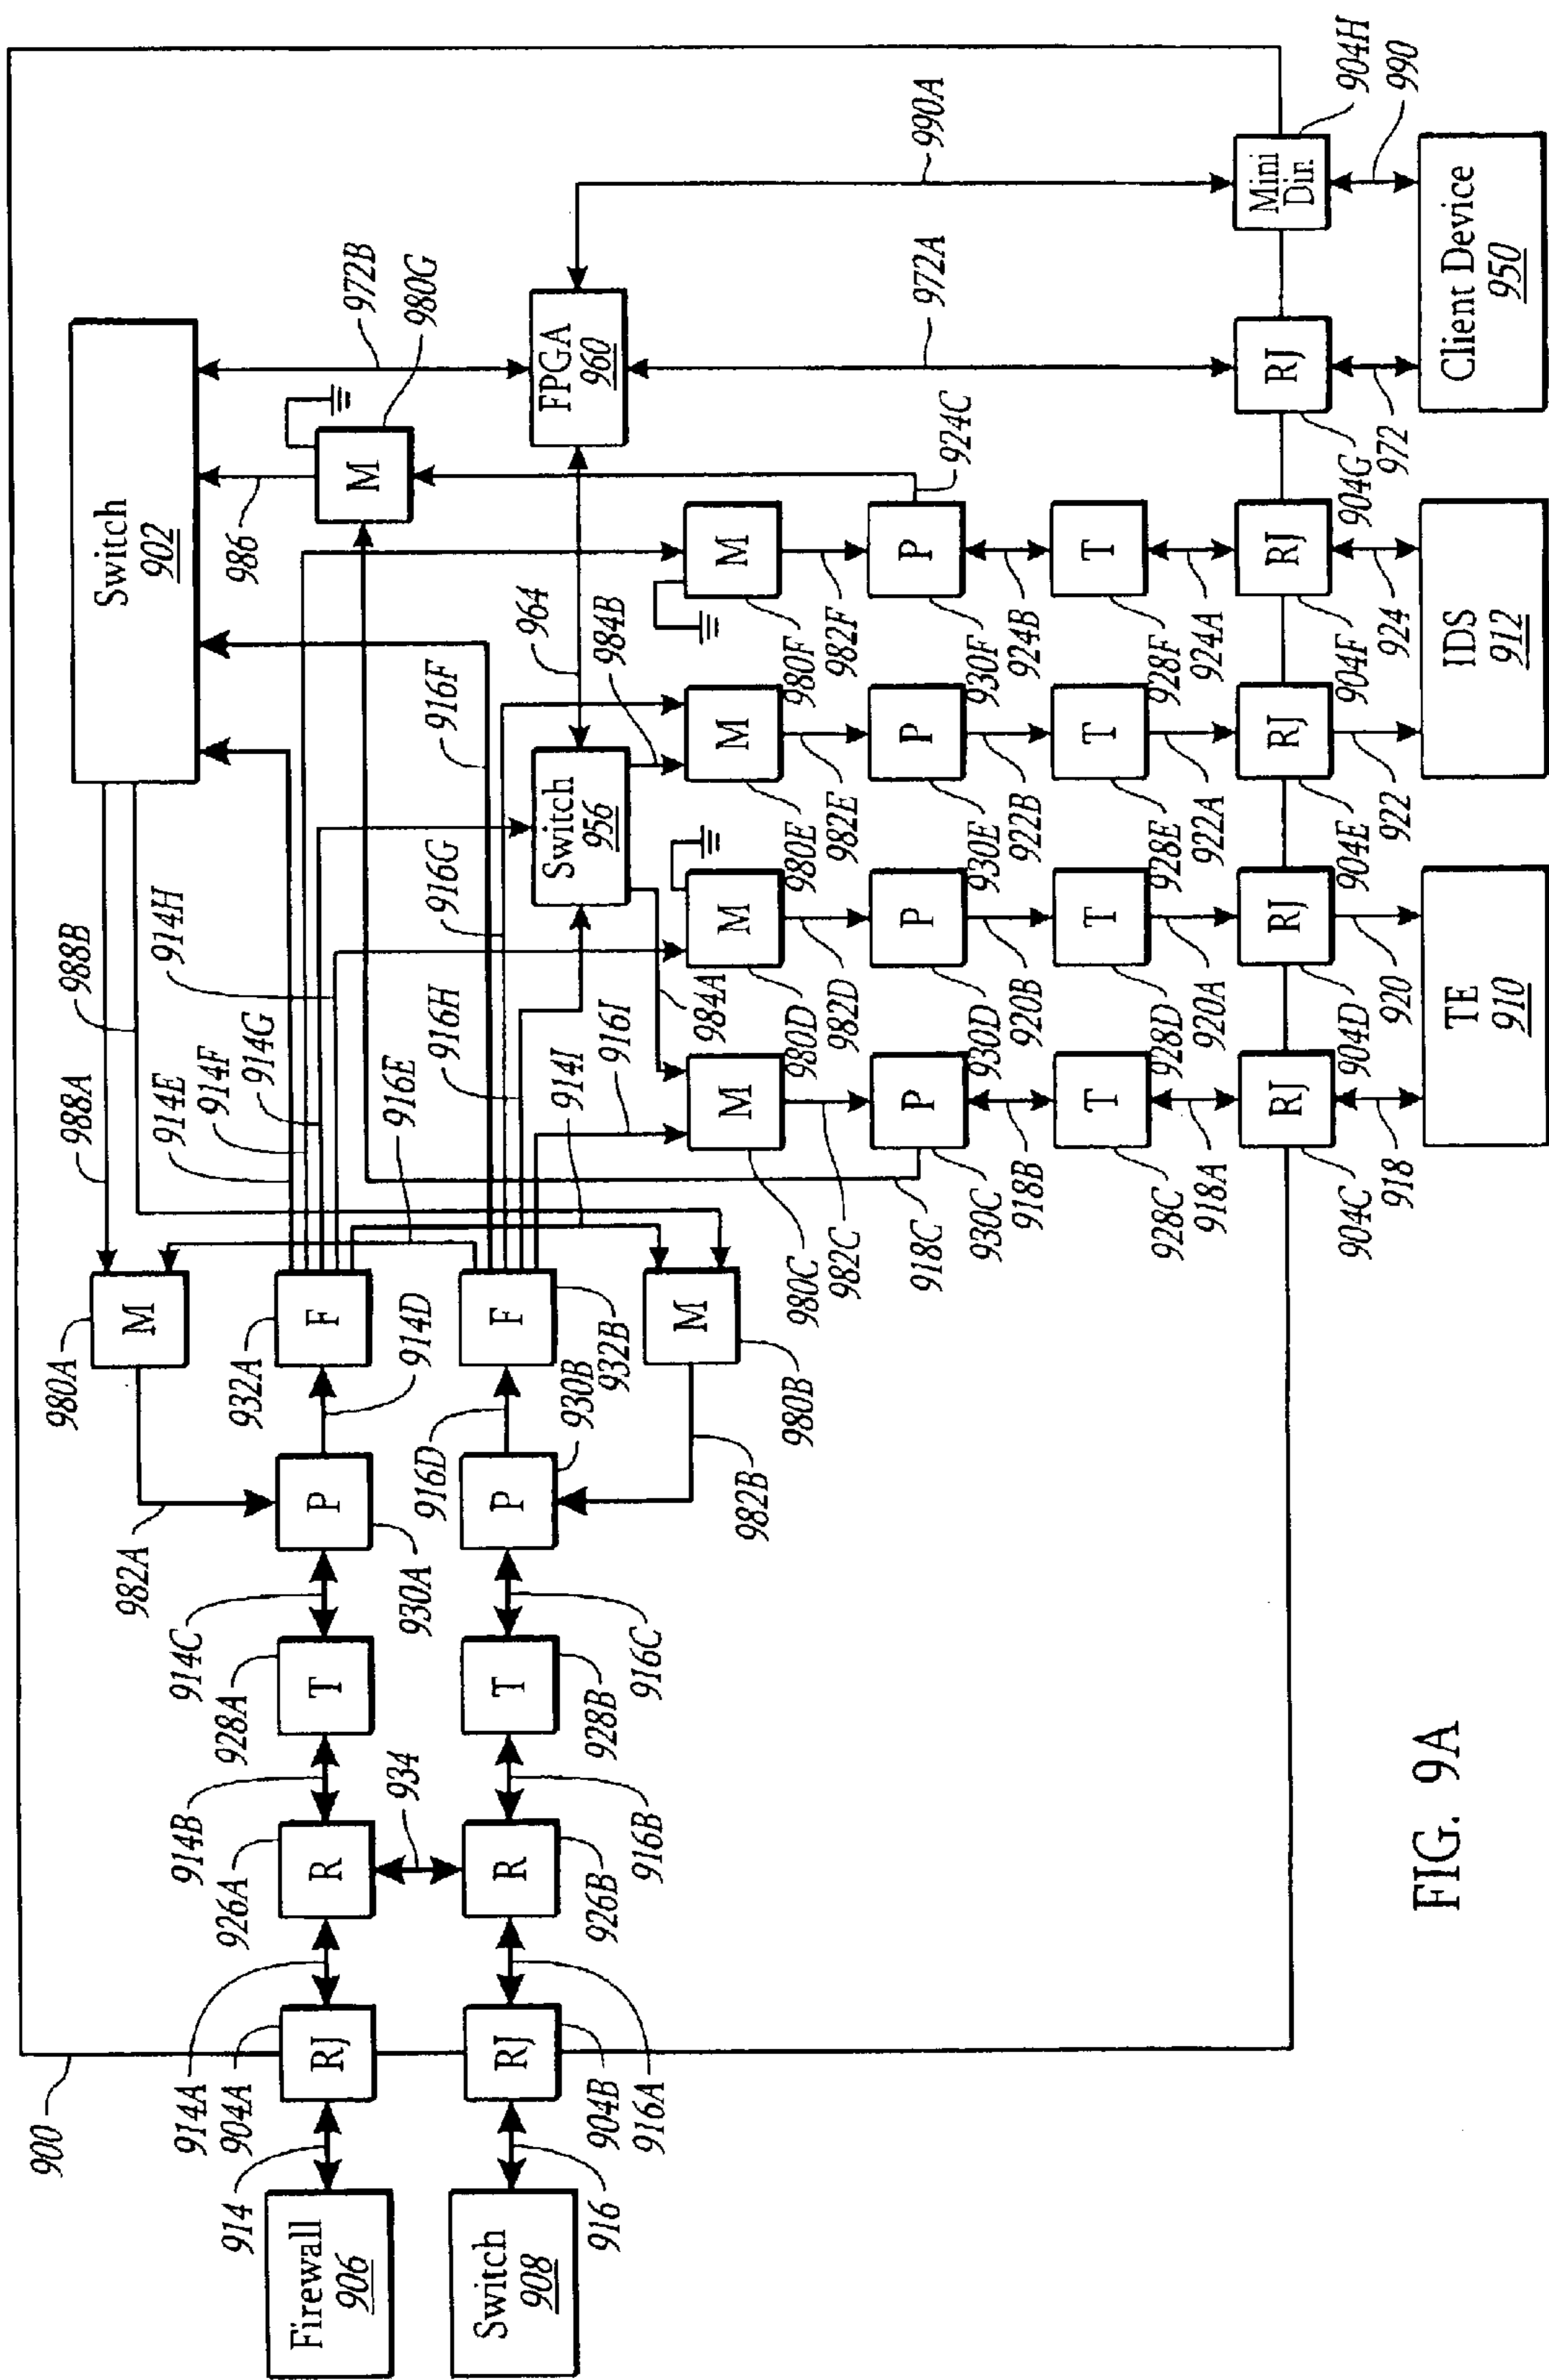 900
914
914A
904A
926A
914B
928A
914C
982A
980A
932A
914D
930A
988A
988B
914E
914F
914G
914H
916E
916H
914I
916I
916G
916F
Switch
902
986
972B
980G
M
FPGA
960
990A
972A
964
984B
Switch
956
984A
924C
Firewall
906
RJ
R
T
P
F
M
934
Switch
908
RJ
R
T
P
F
M
916
904B
916A
926B
916B
928B
916C
916D
930B
932B
982B
980B
M
M
M
M
980C
982C
980D
982D
980E
982E
980F
982F
P
P
P
P
918C
930C
918B
930D
920B
930E
922B
930F
924B
T
T
T
T
928C
918A
928D
920A
928E
922A
928F
924A
RJ
RJ
RJ
RJ
RJ
Mini
Din
904C
918
904D
920
904E
922
904F
924
904G
972
904H
990
TE
910
IDS
912
Client Device
950
FIG. 9A